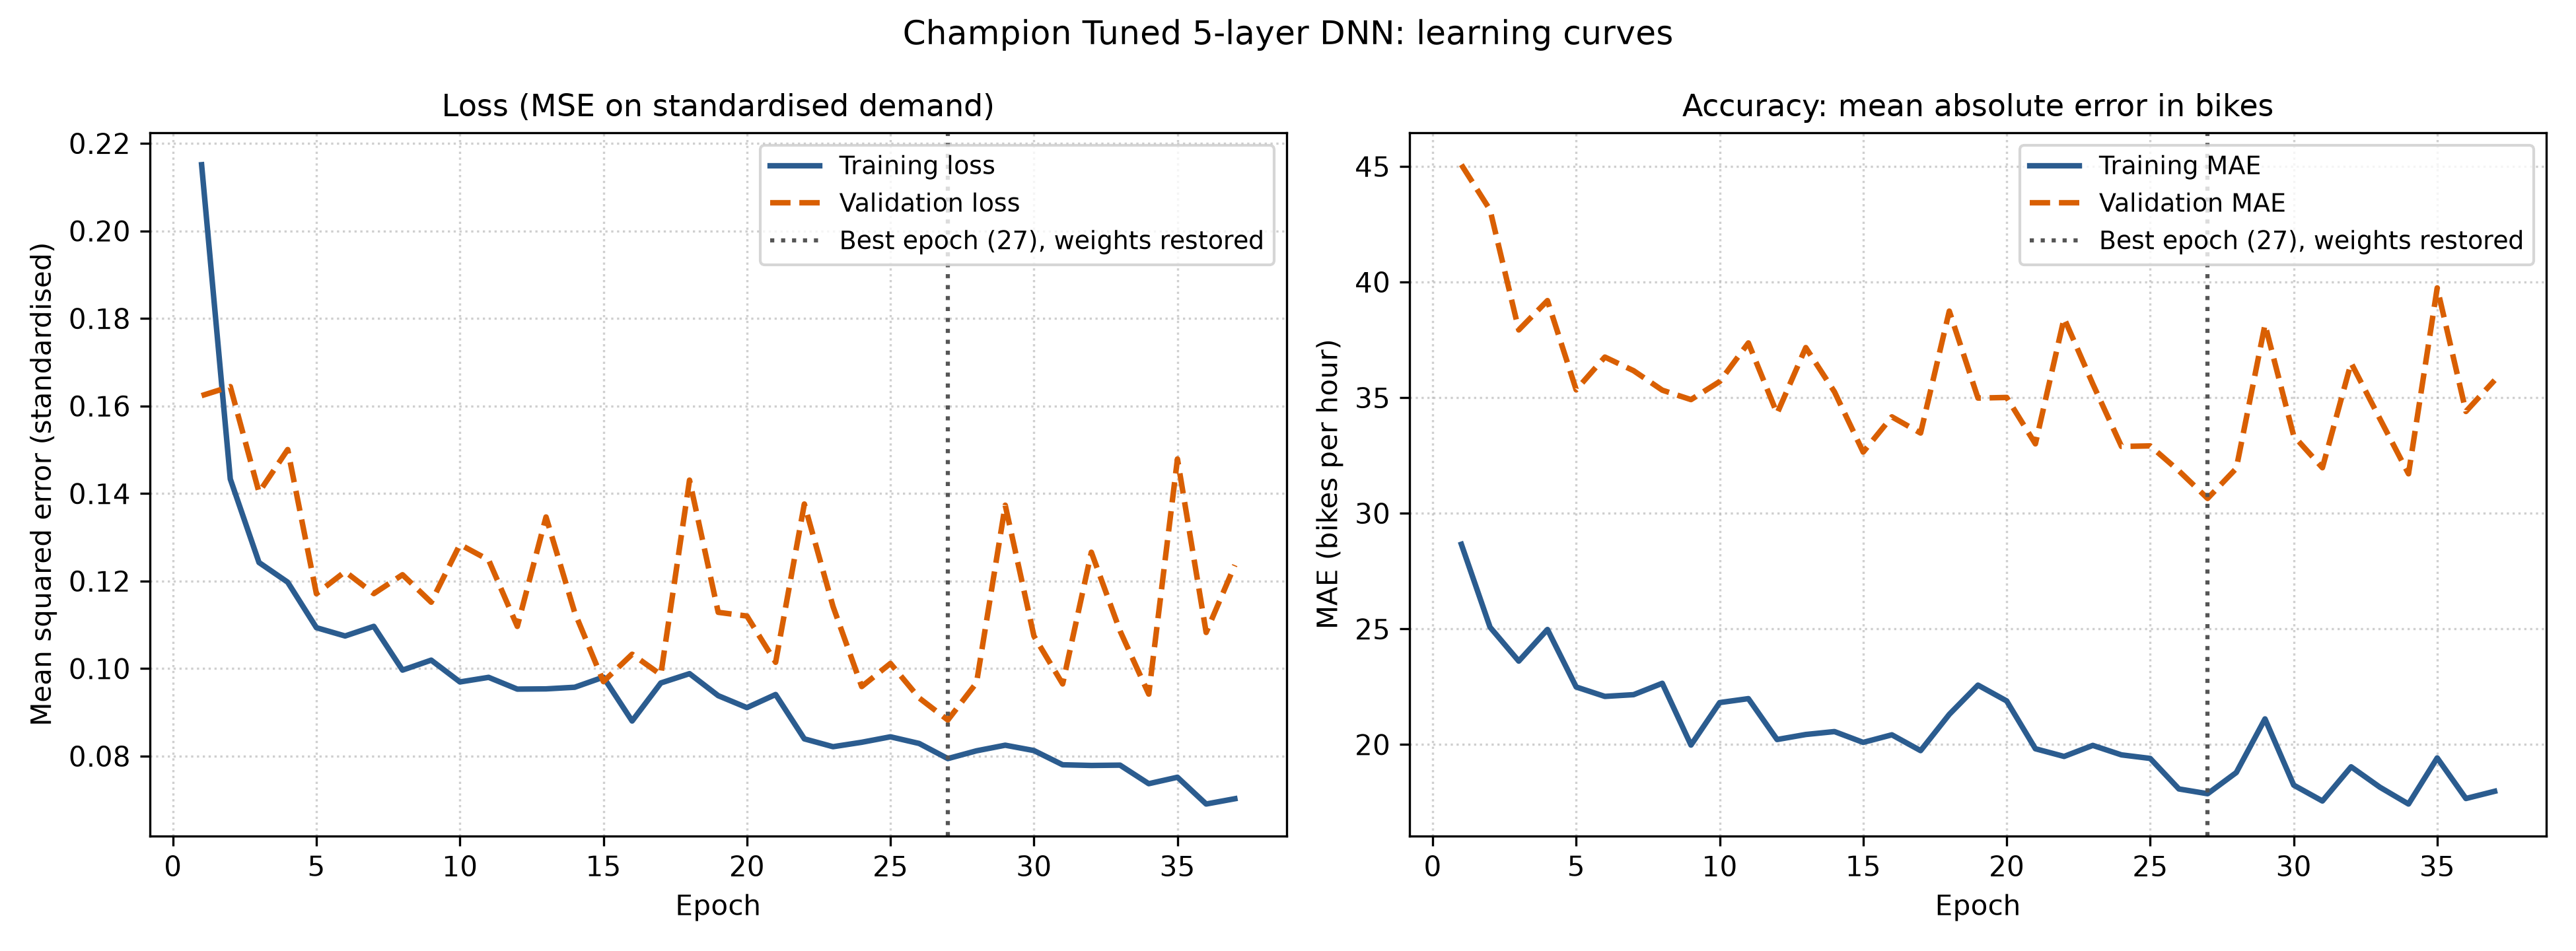 Champion Tuned 5-layer DNN: learning curves
Loss (MSE on standardised demand)
Mean squared error (standardised)
0.22
0.20
0.18
0.16
0.14
0.12
0.10
0.08
Training loss
Validation loss
Best epoch (27), weights restored
0 5 10 15 20 25 30 35
Epoch
Accuracy: mean absolute error in bikes
MAE (bikes per hour)
45
40
35
30
25
20
Training MAE
Validation MAE
Best epoch (27), weights restored
0 5 10 15 20 25 30 35
Epoch